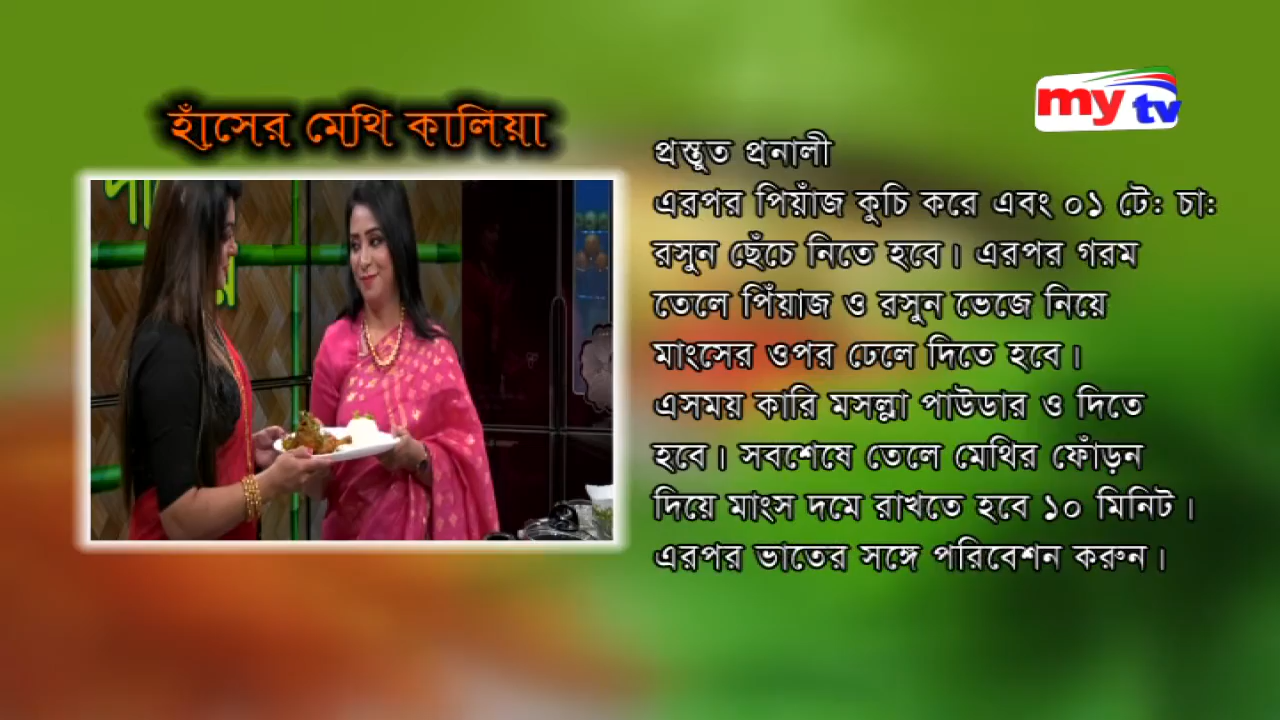 হাঁসের মেথি কালিয়া
my tv
প্রস্তুত প্রনালী
এরপর পিয়াঁজ কুচি করে এবং ০১ টে: চা:
রসুন ছেঁচে নিতে হবে। এরপর গরম
তেলে পিঁয়াজ ও রসুন ভেজে নিয়ে
মাংসের ওপর ঢেলে দিতে হবে।
এসময় কারি মসল্লা পাউডার ও দিতে
হবে। সবশেষে তেলে মেথির ফোঁড়ন
দিয়ে মাংস দমে রাখতে হবে ১০ মিনিট।
এরপর ভাতের সঙ্গে পরিবেশন করুন।